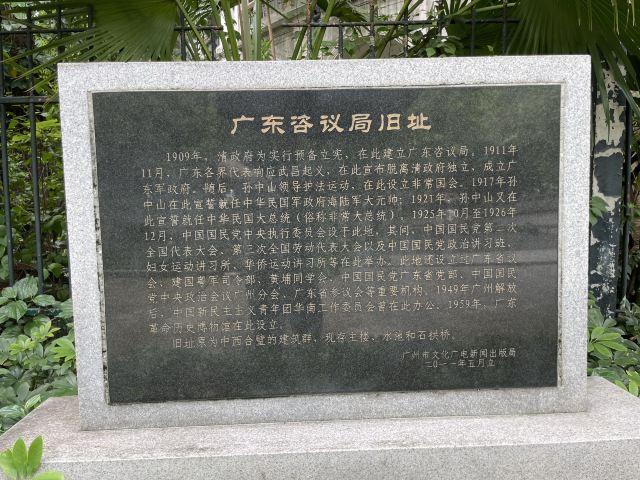 广东咨议局旧址
1909年，清政府为实行预备立宪，在此建立广东咨议局。1911年
11月，广东各界代表响应武昌起义，在此宣布脱离清政府独立，成立广
东军政府。随后，孙中山领导护法运动，在此设立非常国会。1917年孙
中山在此宣誓就任中华民国军政府海陆军大元帅；1921年，孙中山又在
此宣誓就任中华民国大总统（俗称非常大总统）。1925年10月至1926年
12月，中国国民党中央执行委员会设于此地。其间，中国国民党第二次
全国代表大会、第三次全国劳动代表大会以及中国国民党政治讲习班、
妇女运动讲习所、华侨运动讲习所等在此举办。此地还设立过广东省议
会、建国粤军司令部、黄埔同学会、中国国民党广东省党部、中国国民
党中央政治会议广州分会、广东省参议会等重要机构。1949年广州解放
后，中国新民主主义青年团华南工作委员会曾在此办公。1959年，广东
革命历史博物馆在此设立。
旧址原为中西合璧的建筑群，现存主楼、水池和石拱桥。
广州市文化广电新闻出版局
二〇一一年五月立